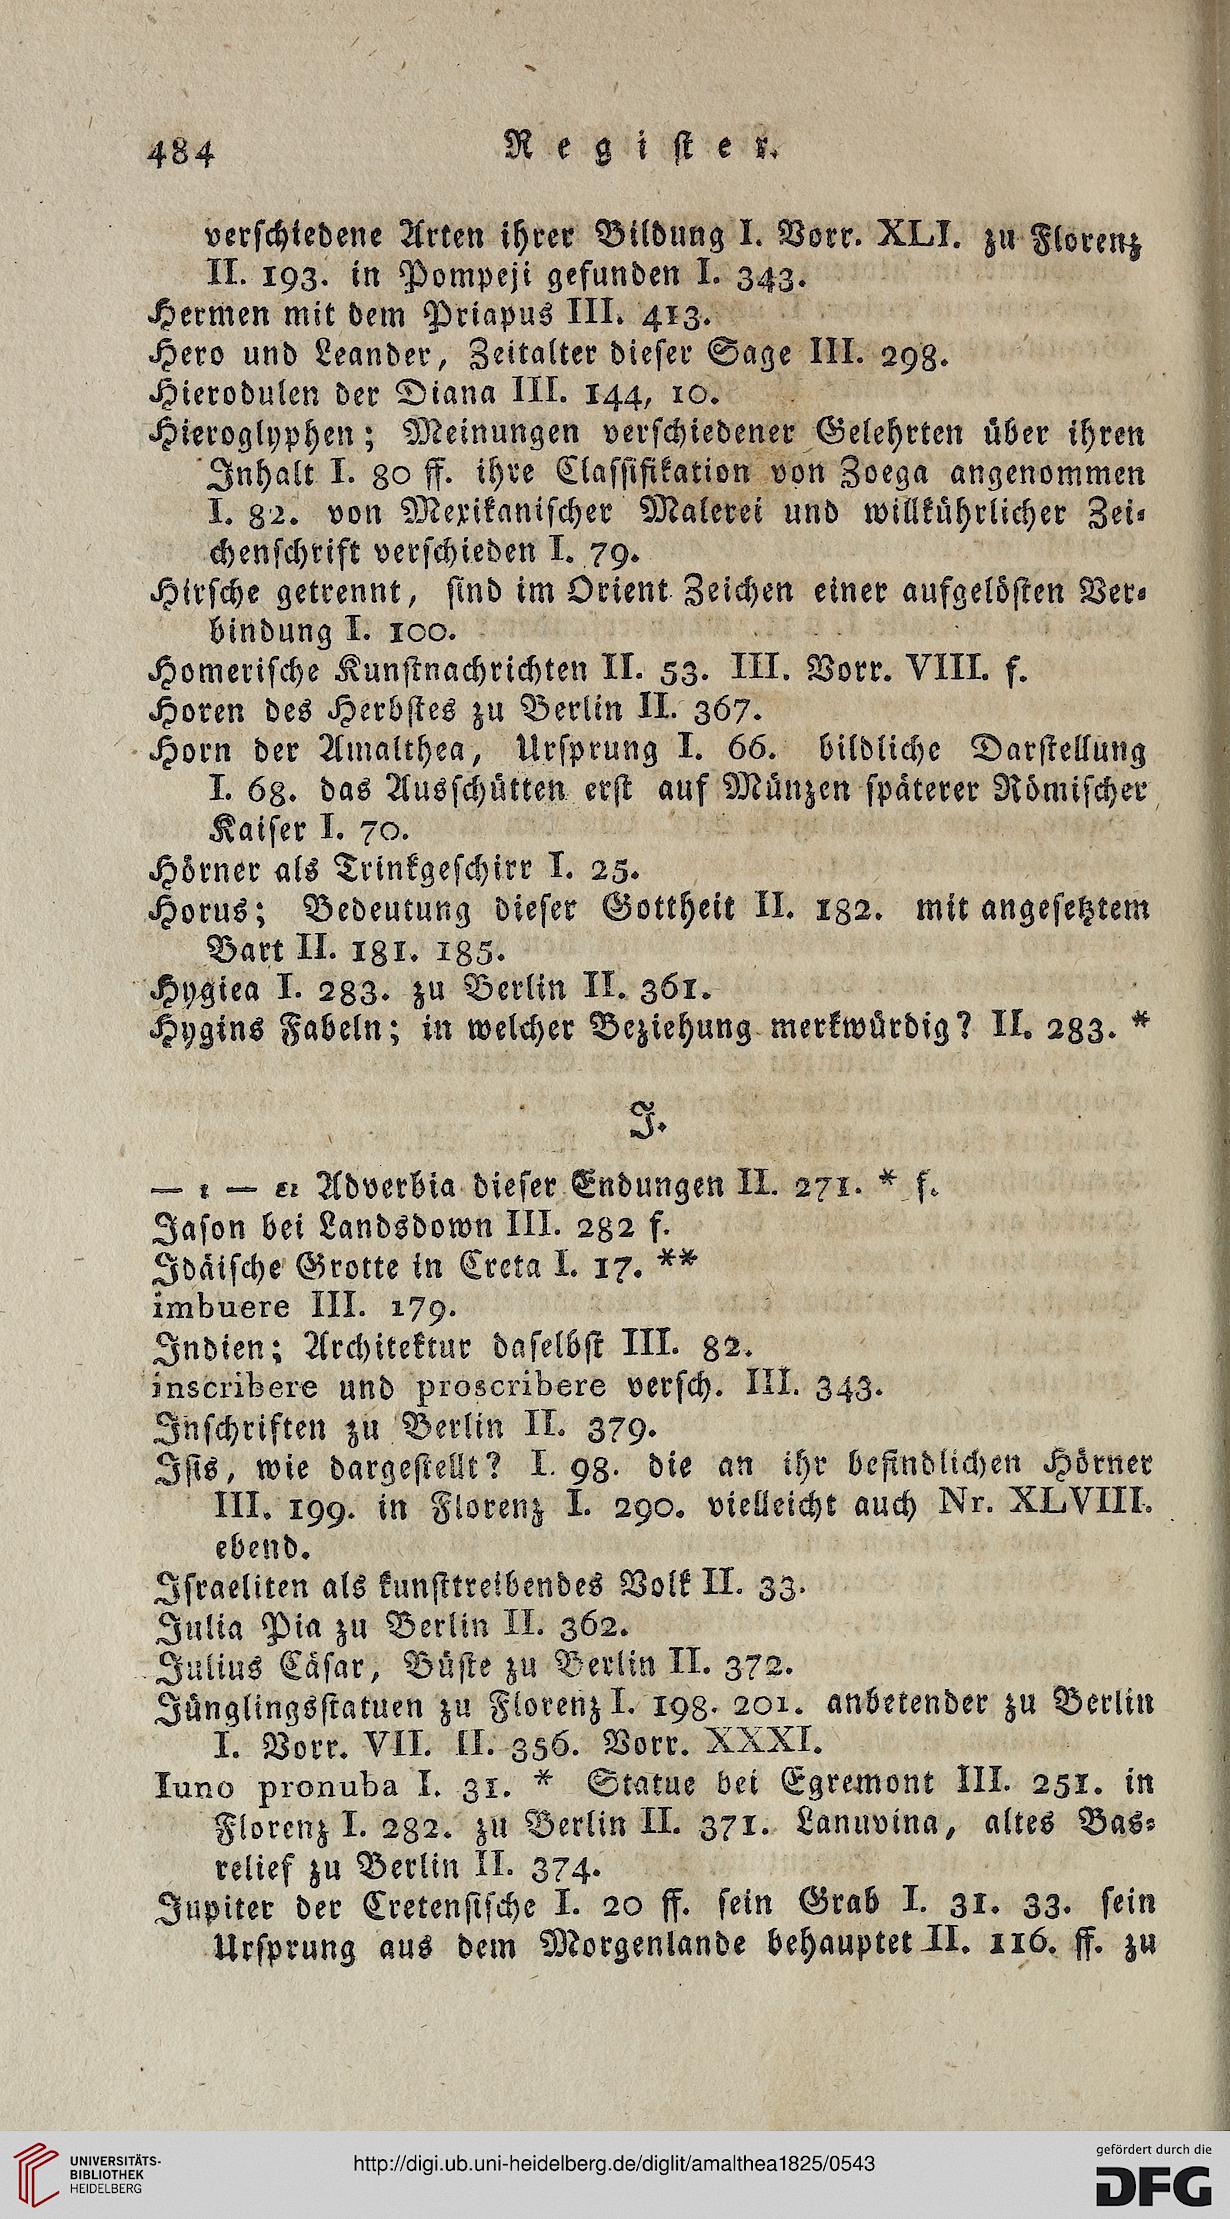 484 Register.
verschiedene Arten ihrer Bildung I. Vorr. XLI. zu Florenz
II. 193. in Pompeji gefunden I. 343.
Hermen mit dem Priapus III. 413.
Hero und Leander, Zeitalter dieser Sage III. 298.
Hierodulen der Diana III. 144, 10.
Hieroglyphen; Meinungen verschiedener Gelehrten über ihren
Inhalt I. 80 ff. ihre Classifikation von Zoega angenommen
I. 82. von Mexikanischer Malerei und willkührlicher Zei-
chenschrift verschieden I. 79.
Hirsche getrennt, sind im Orient Zeichen einer aufgelösten Ver-
bindung I. 100.
Homerische Kunstnachrichten II. 53. III. Vorr. VIII. f.
Horen des Herbstes zu Berlin II. 367.
Horn der Amalthea, Ursprung I. 66. bildliche Darstellung
I. 68. das Ausschütten erst auf Münzen späterer Römischer
Kaiser I. 70.
Hörner als Trinkgeschirr I. 25.
Horus; Bedeutung dieser Gottheit II. 182. mit angesetztem
Bart II. 181. 185.
Hygiea I. 283. zu Berlin II. 361.
Hygins Fabeln; in welcher Beziehung merkwürdig? II. 283. *
I.
— ι — ει Adverbia dieser Endungen II. 271. * f.
Jason bei Landsdown III. 282 f.
Idäische Grotte in Creta I. 17. **
imbuere III. 179.
Indien; Architektur daselbst III. 82.
inscribere und proscribere versch. III. 343.
Inschriften zu Berlin II. 379.
Isis, wie dargestellt? I. 98. die an ihr befindlichen Hörner
III. 199. in Florenz I. 290. vielleicht auch Nr. XLVIII.
ebend.
Israeliten als kunsttreibendes Volk II. 33.
Julia Pia zu Berlin II. 362.
Julius Cäsar, Büste zu Berlin II. 372.
Jünglingsstatuen zu Florenz I. 198. 201. anbetender zu Berlin
I. Vorr. VII. II. 356. Vorr. XXXI.
Iuno pronuba I. 31. * Statue bei Egremont III. 251. in
Florenz I. 282. zu Berlin II. 371. Lanuvina, altes Bas-
relief zu Berlin II. 374.
Jupiter der Cretensische I. 20 ff. sein Grab I. 31. 33. sein
Ursprung aus dem Morgenlande behauptet II. 116. ff. zu
UNIVERSITÄTS-
BIBLIOTHEK
HEIDELBERG
http://digi.ub.uni-heidelberg.de/diglit/amalthea1825/0543
gefördert durch die
DFG